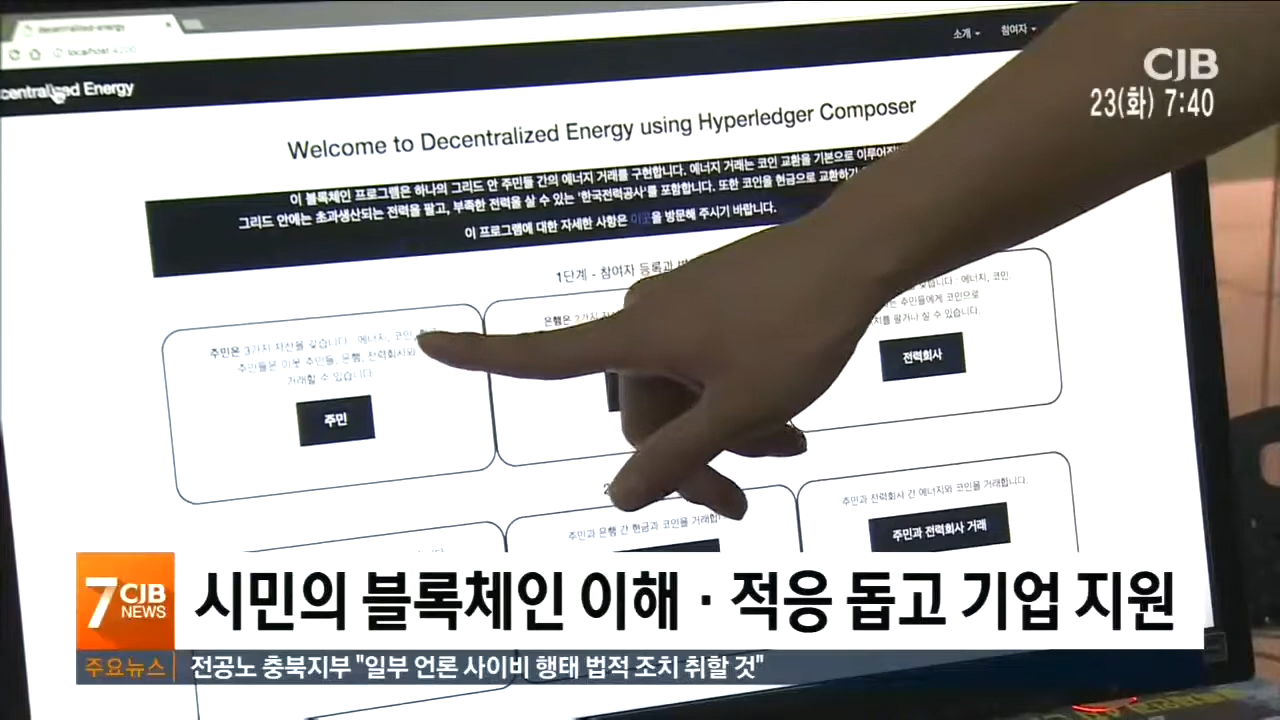 decentralized-energy
localhost:4200
소개
참여자
CJB
23(화) 7:40
Decentralized Energy
Welcome to Decentralized Energy using Hyperledger Composer
이 블록체인 프로그램은 하나의 그리드 안 주민들 간의 에너지 거래를 구현합니다. 에너지 거래는 코인 교환을 기본으로
그리드 안에는 초과생산되는 전력을 팔고, 부족한 전력을 살 수 있는 '한국전력공사'를 포함합니다. 또한 코인을 현금으로 교환하기
이 프로그램에 대한 자세한 사항은 이곳을 방문해 주시기 바랍니다.
1단계 - 참여자 등록과
주민은 3가지 자산을 갖습니다 - 에너지, 코인,
주민들은 이웃 주민들, 은행, 전력회사와
거래할 수 있습니다.
주민
은행은 2가지
에너지, 코인
주민들에게 코인으로
팔거나 살 수 있습니다.
전력회사
주민과 은행 간 현금과 코인을
주민과 전력회사 간 에너지와 코인을 거래합니다.
주민과 전력회사 거래
7 CJB NEWS
시민의 블록체인 이해 · 적응 돕고 기업 지원
주요뉴스
전공노 충북지부 "일부 언론 사이비 행태 법적 조치 취할 것"